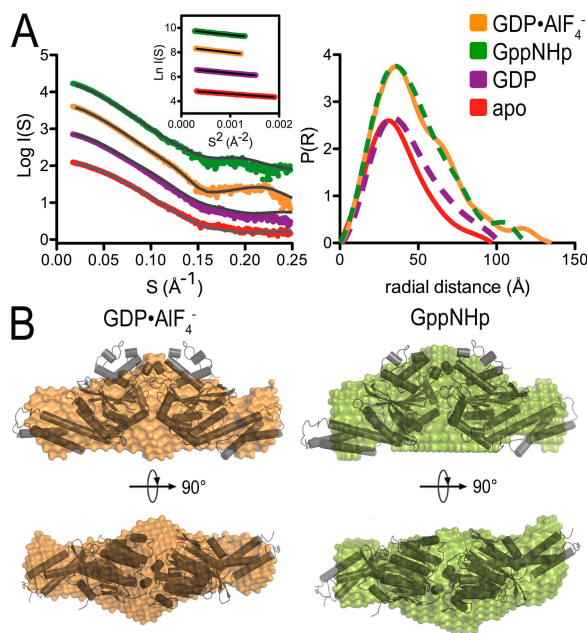 A
Log I(S)
5
4
3
2
1
0
0.00 0.05 0.10 0.15 0.20 0.25
S (Å-1)
Ln I(S)
10
8
6
4
0.000 0.001 0.002
S2 (Å-2)
P(R)
4
3
2
1
0
0 50 100 150
radial distance (Å)
GDP•AlF4-
GppNHp
GDP
apo
B
GDP•AlF4-
GppNHp
90°
90°